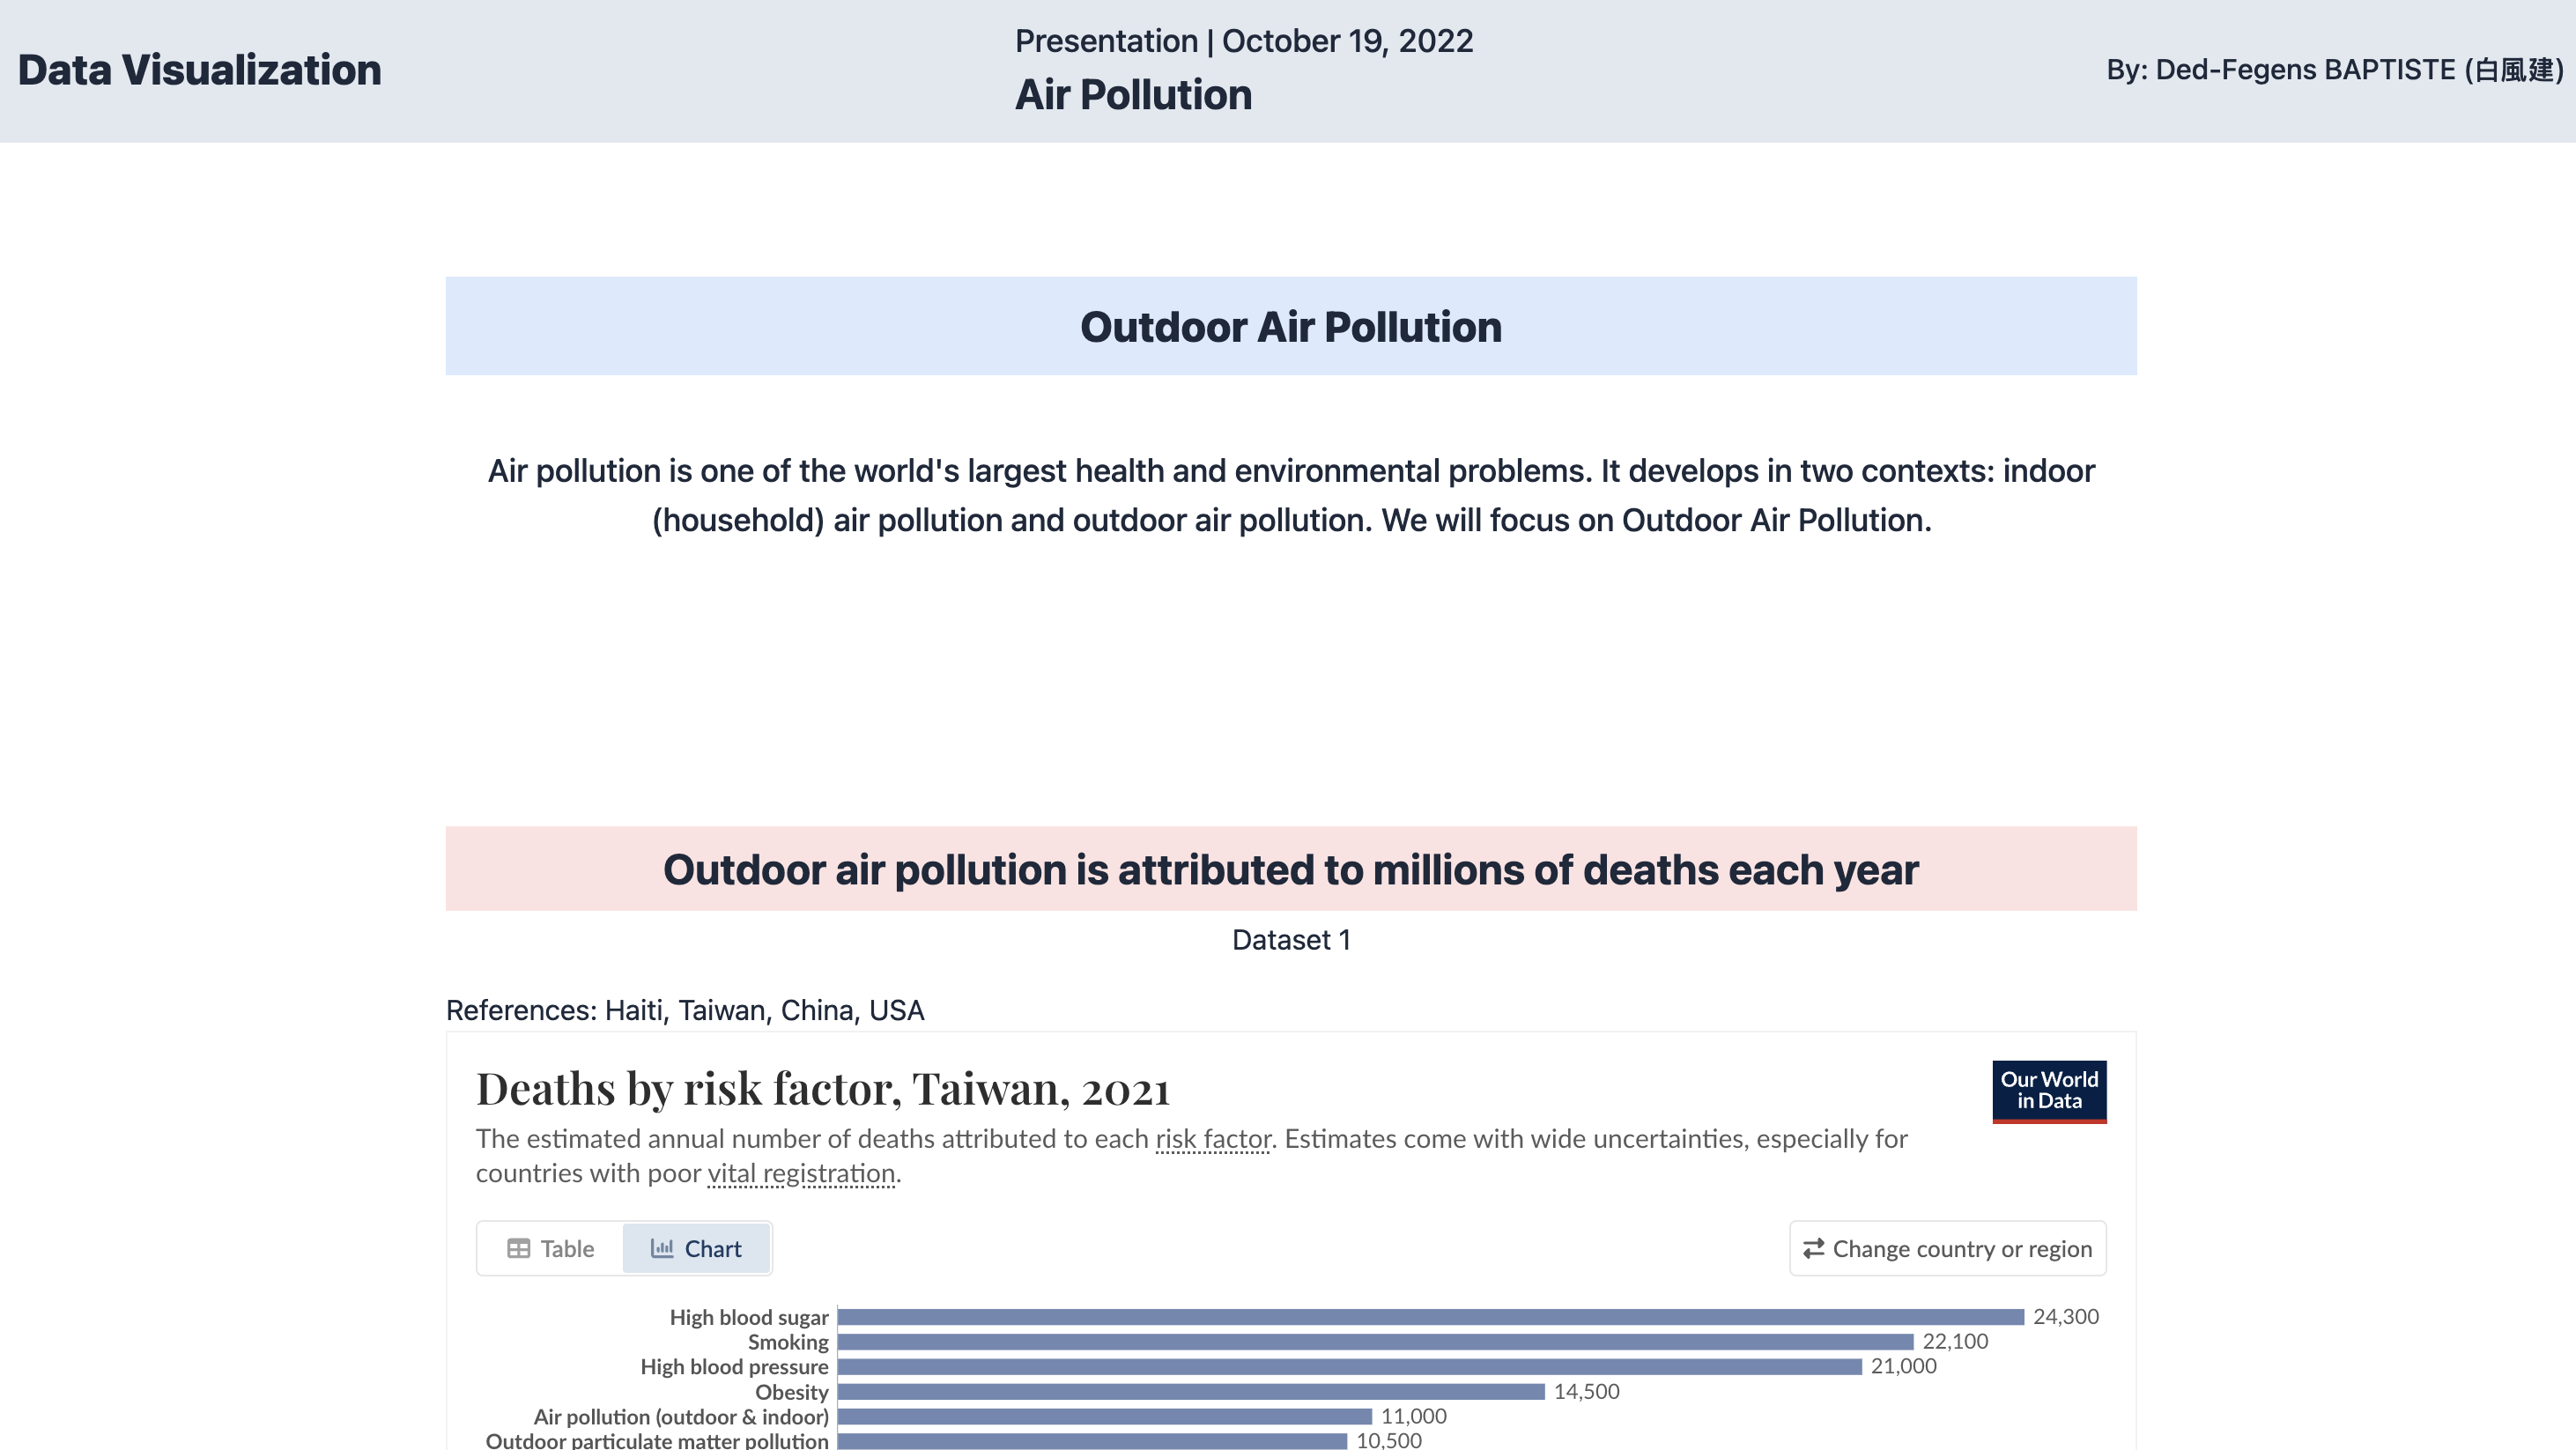 Data Visualization
Presentation | October 19, 2022
Air Pollution
By: Ded-Fegens BAPTISTE (白風建)
Outdoor Air Pollution
Air pollution is one of the world's largest health and environmental problems. It develops in two contexts: indoor
(household) air pollution and outdoor air pollution. We will focus on Outdoor Air Pollution.
Outdoor air pollution is attributed to millions of deaths each year
Dataset 1
References: Haiti, Taiwan, China, USA
Deaths by risk factor, Taiwan, 2021
Our World
in Data
The estimated annual number of deaths attributed to each risk factor. Estimates come with wide uncertainties, especially for
countries with poor vital registration.
Table
Chart
Change country or region
High blood sugar 24,300
Smoking 22,100
High blood pressure 21,000
Obesity 14,500
Air pollution (outdoor & indoor) 11,000
Outdoor particulate matter pollution 10,500